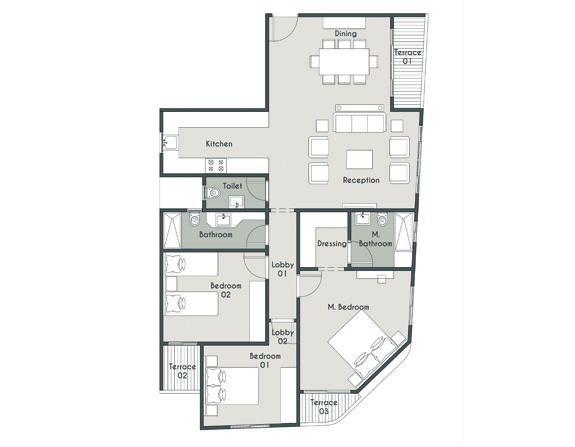 Dining
Terrace
01
Kitchen
Reception
Toilet
Bathroom
Dressing
M.
Bathroom
Lobby
01
Bedroom
02
M. Bedroom
Lobby
02
Bedroom
01
Terrace
02
Terrace
03